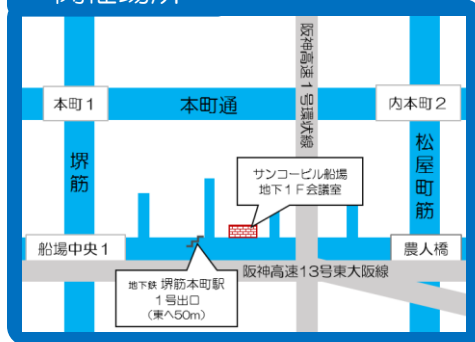 開催場所
阪神高速1号環状線
本町1
本町通
内本町2
堺筋
松屋町筋
サンコービル船場
地下1F会議室
船場中央1
農人橋
阪神高速13号東大阪線
地下鉄 堺筋本町駅
1号出口
(東へ50m)